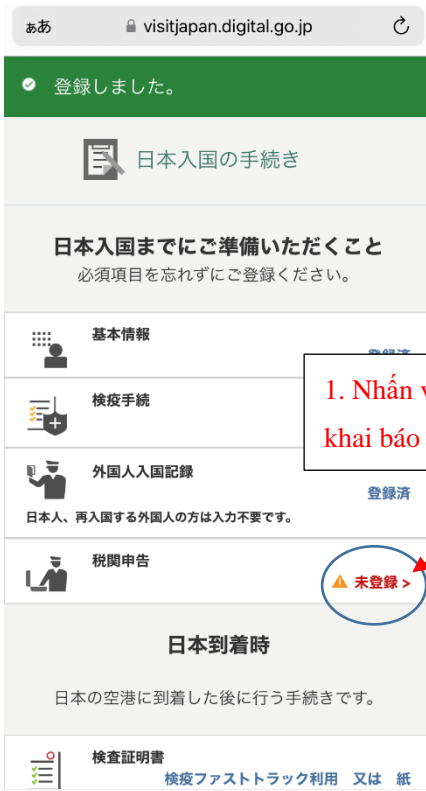 ぁあ visitjapan.digital.go.jp
登録しました。
日本入国の手続き
日本入国までにご準備いただくこと
必須項目を忘れずにご登録ください。
基本情報
検疫手続
1. Nhấn
khai báo
外国人入国記録
登録済
日本人、再入国する外国人の方は入力不要です。
税関申告
未登録 >
日本到着時
日本の空港に到着した後に行う手続きです。
検査証明書
検疫ファストトラック利用 又は 紙